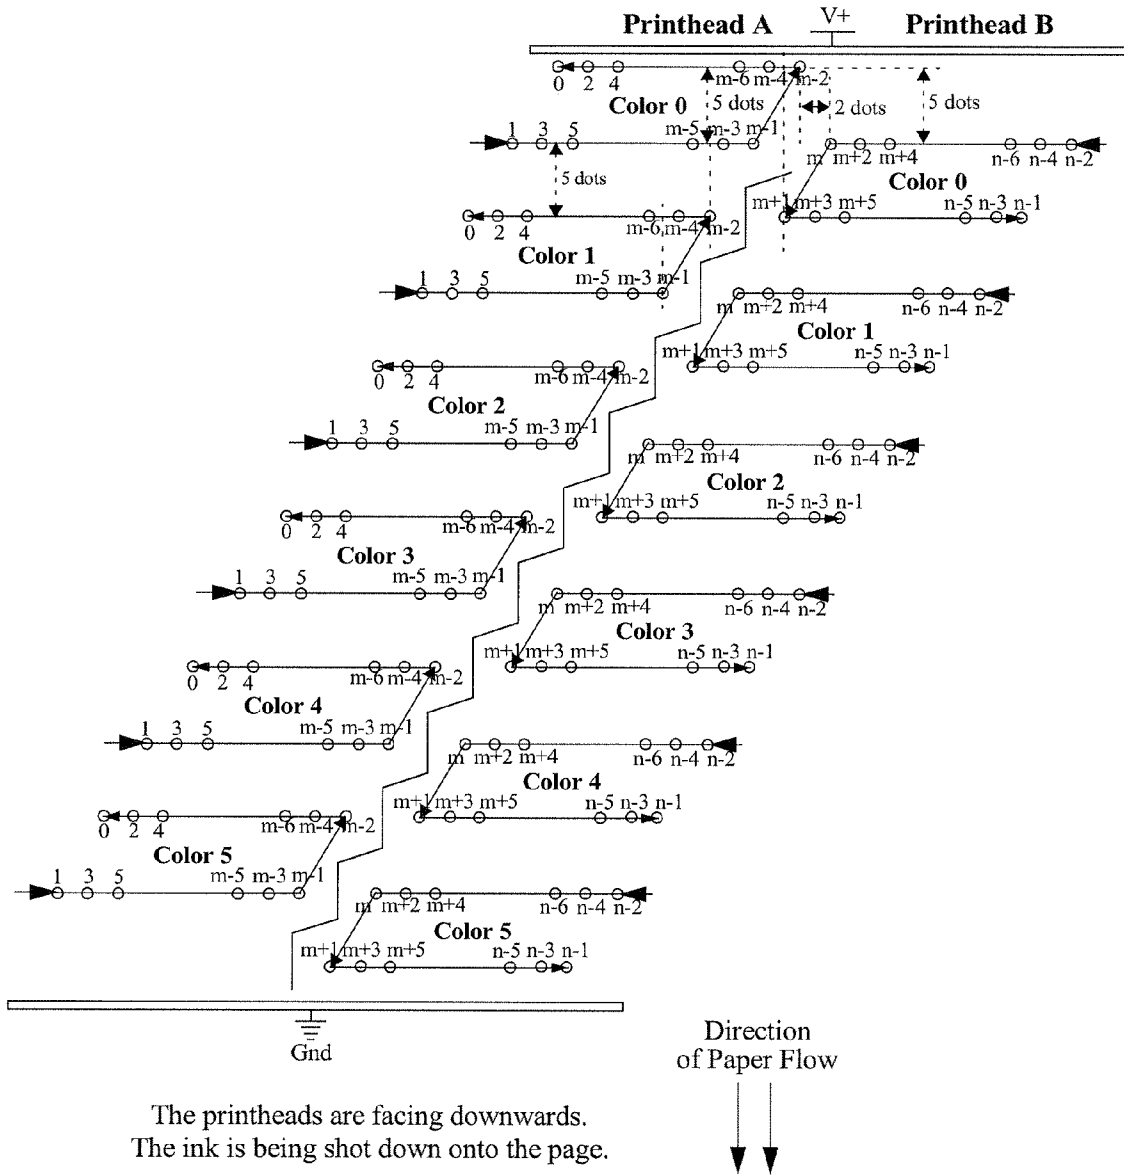 Printhead A V+ Printhead B
0 2 4 m-6 m-4 m-2
Color 0 5 dots 2 dots 5 dots
1 3 5 m-5 m-3 m-1
m m+2 m+4 n-6 n-4 n-2
5 dots Color 0
m+1 m+3 m+5 n-5 n-3 n-1
0 2 4 m-6 m-4 m-2
Color 1
1 3 5 m-5 m-3 m-1
m m+2 m+4 n-6 n-4 n-2
Color 1
m+1 m+3 m+5 n-5 n-3 n-1
0 2 4 m-6 m-4 m-2
Color 2
1 3 5 m-5 m-3 m-1
m m+2 m+4 n-6 n-4 n-2
Color 2
m+1 m+3 m+5 n-5 n-3 n-1
0 2 4 m-6 m-4 m-2
Color 3
1 3 5 m-5 m-3 m-1
m m+2 m+4 n-6 n-4 n-2
Color 3
m+1 m+3 m+5 n-5 n-3 n-1
0 2 4 m-6 m-4 m-2
Color 4
1 3 5 m-5 m-3 m-1
m m+2 m+4 n-6 n-4 n-2
Color 4
m+1 m+3 m+5 n-5 n-3 n-1
0 2 4 m-6 m-4 m-2
Color 5
1 3 5 m-5 m-3 m-1
m m+2 m+4 n-6 n-4 n-2
Color 5
m+1 m+3 m+5 n-5 n-3 n-1
Gnd
Direction
of Paper Flow
The printheads are facing downwards.
The ink is being shot down onto the page.